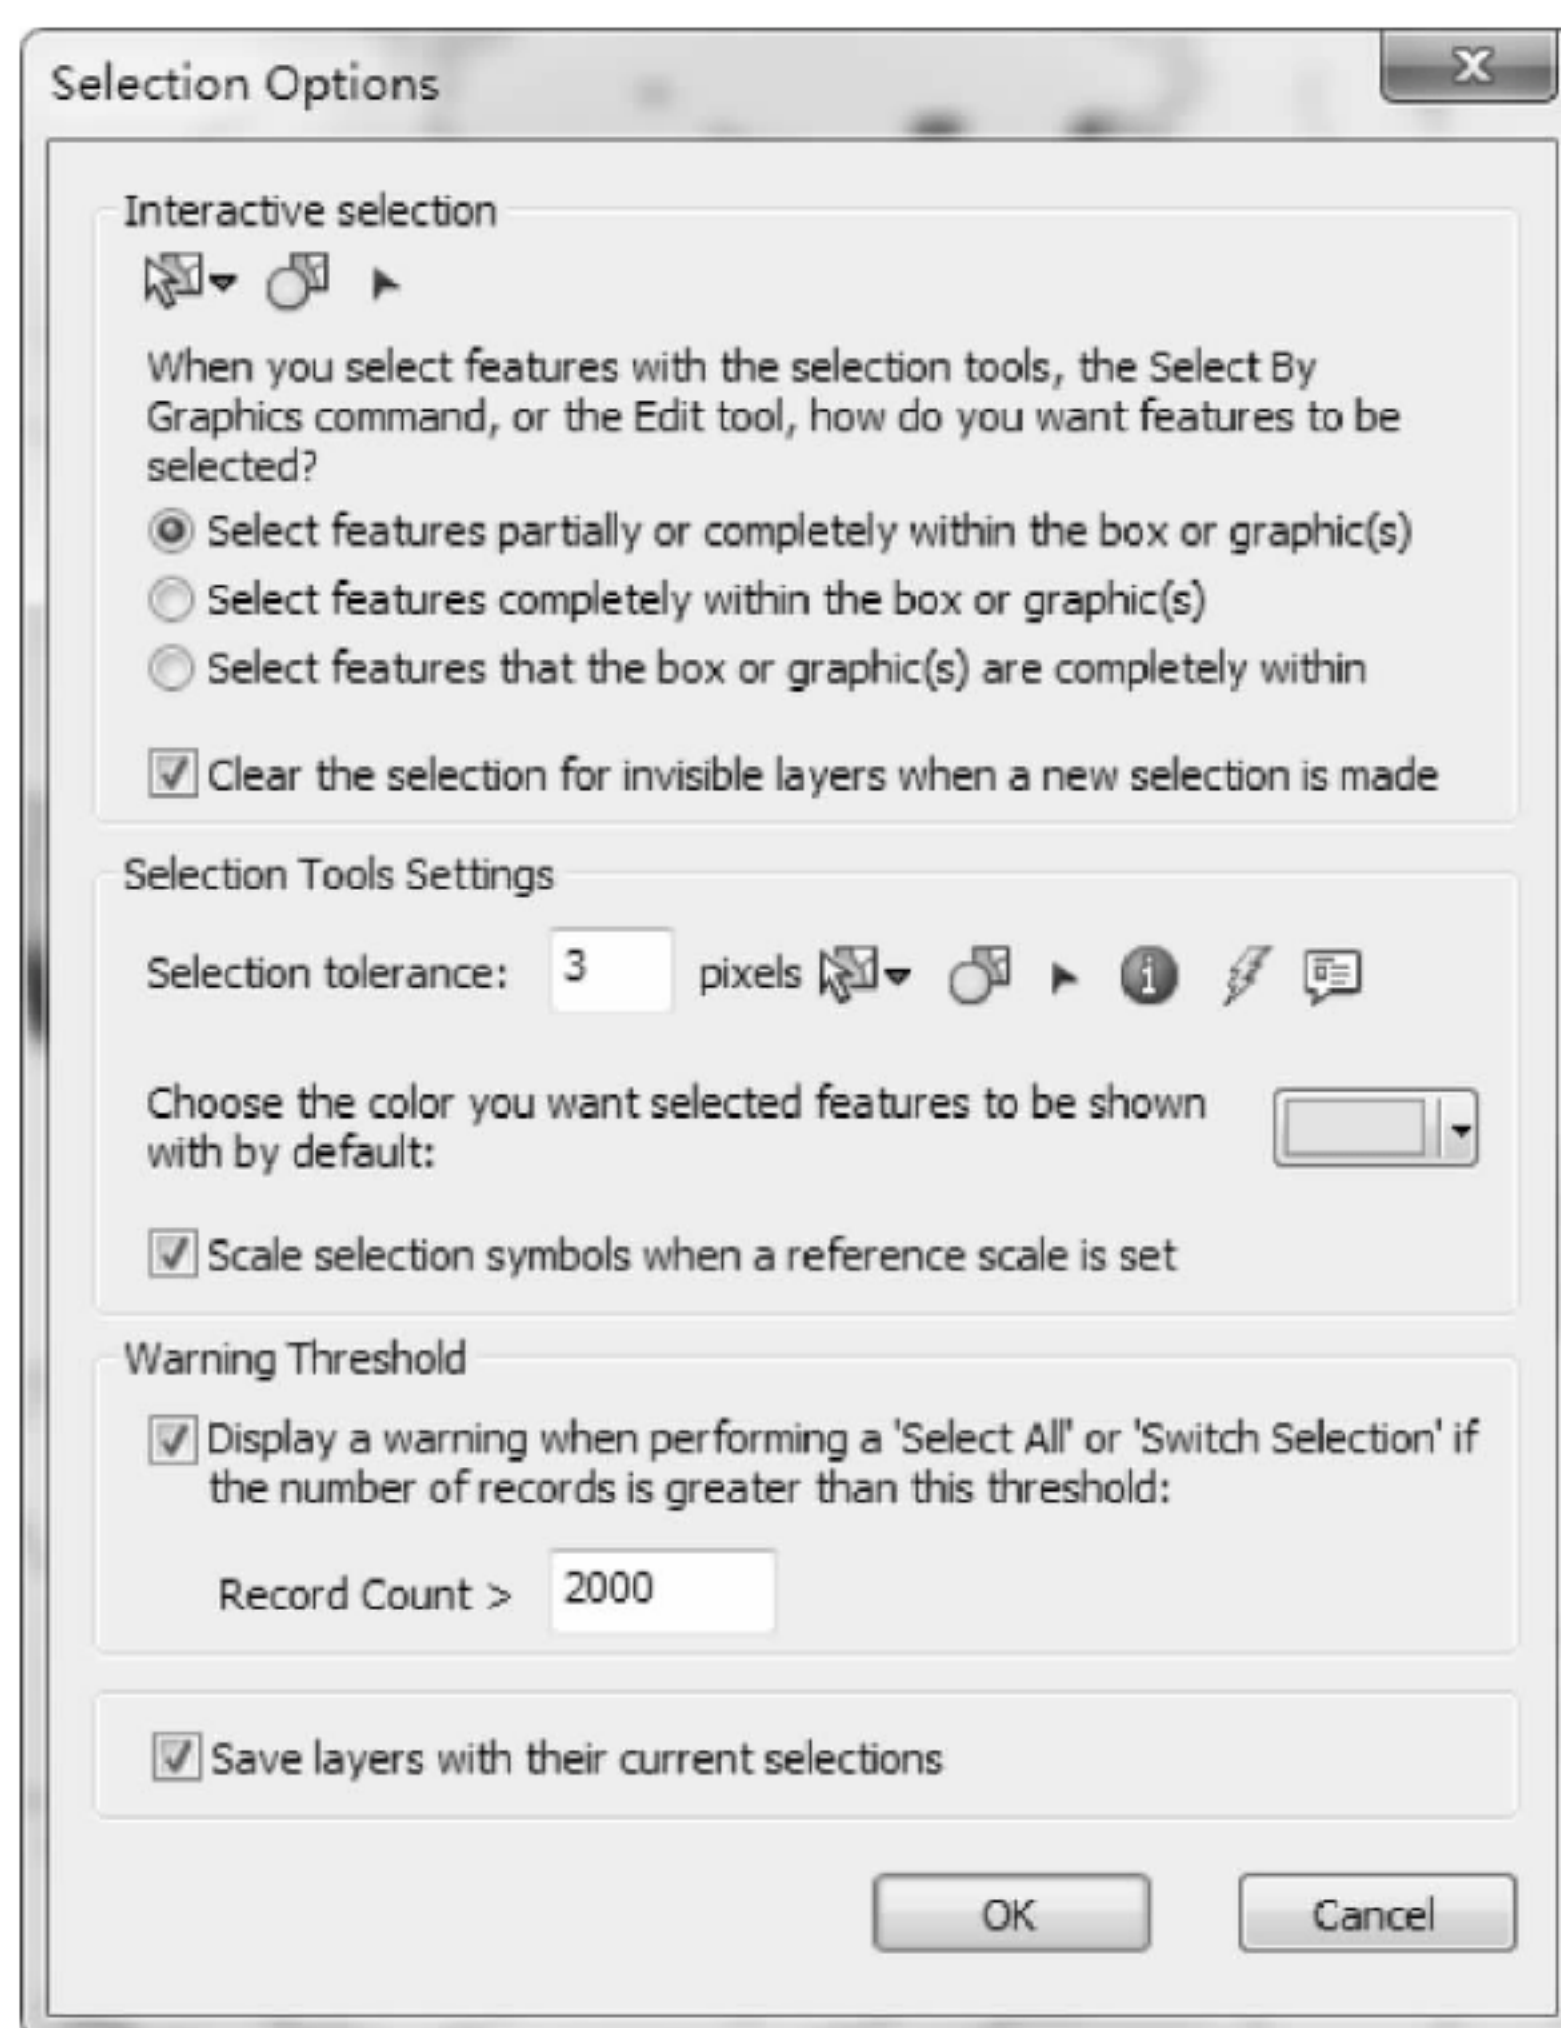 Selection Options
Interactive selection
When you select features with the selection tools, the Select By
Graphics command, or the Edit tool, how do you want features to be
selected?
Select features partially or completely within the box or graphic(s)
Select features completely within the box or graphic(s)
Select features that the box or graphic(s) are completely within
Clear the selection for invisible layers when a new selection is made
Selection Tools Settings
Selection tolerance: 3 pixels
Choose the color you want selected features to be shown
with by default:
Scale selection symbols when a reference scale is set
Warning Threshold
Display a warning when performing a 'Select All' or 'Switch Selection' if
the number of records is greater than this threshold:
Record Count > 2000
Save layers with their current selections
OK Cancel